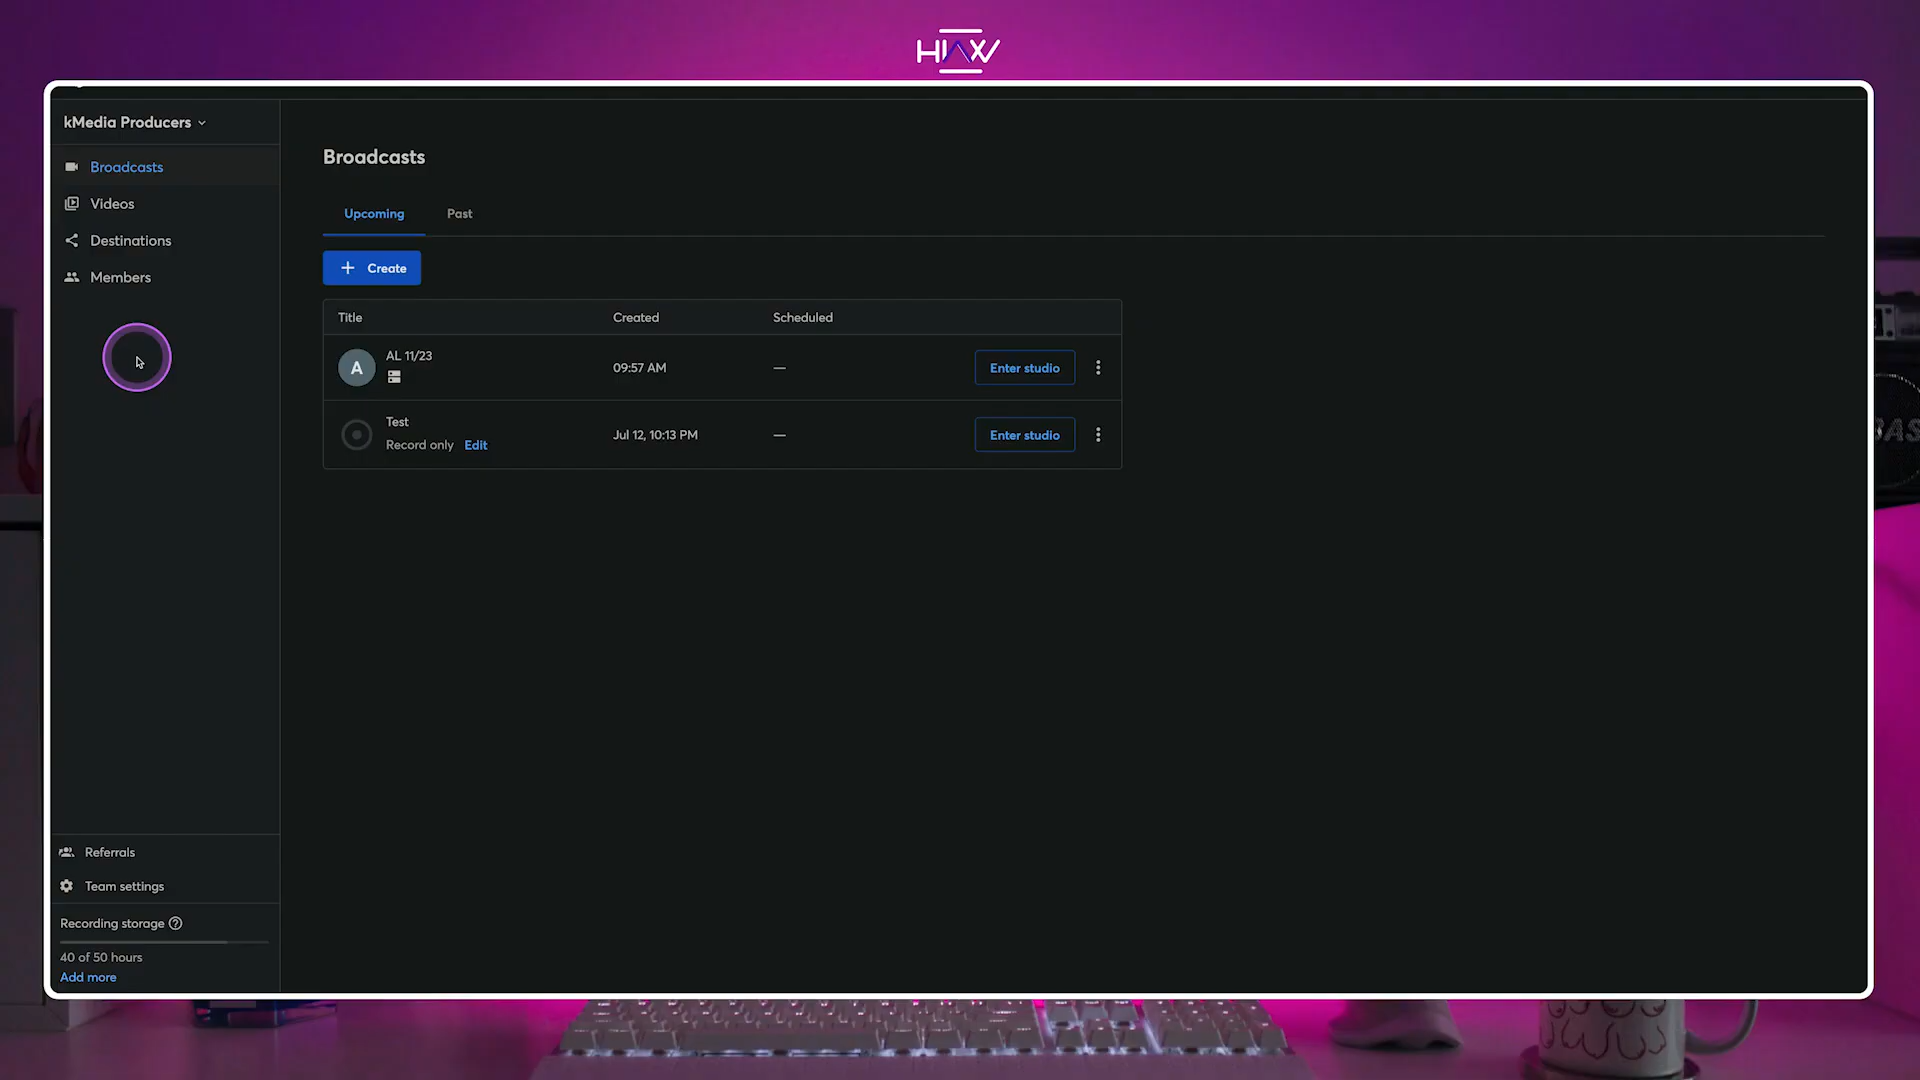 HIAW
kMedia Producers
Broadcasts
Videos
Destinations
Members
Referrals
Team settings
Recording storage
40 of 50 hours
Add more
Broadcasts
Upcoming Past
+ Create
Title Created Scheduled
A AL 11/23 09:57 AM — Enter studio
Test
Record only Edit Jul 12, 10:13 PM — Enter studio